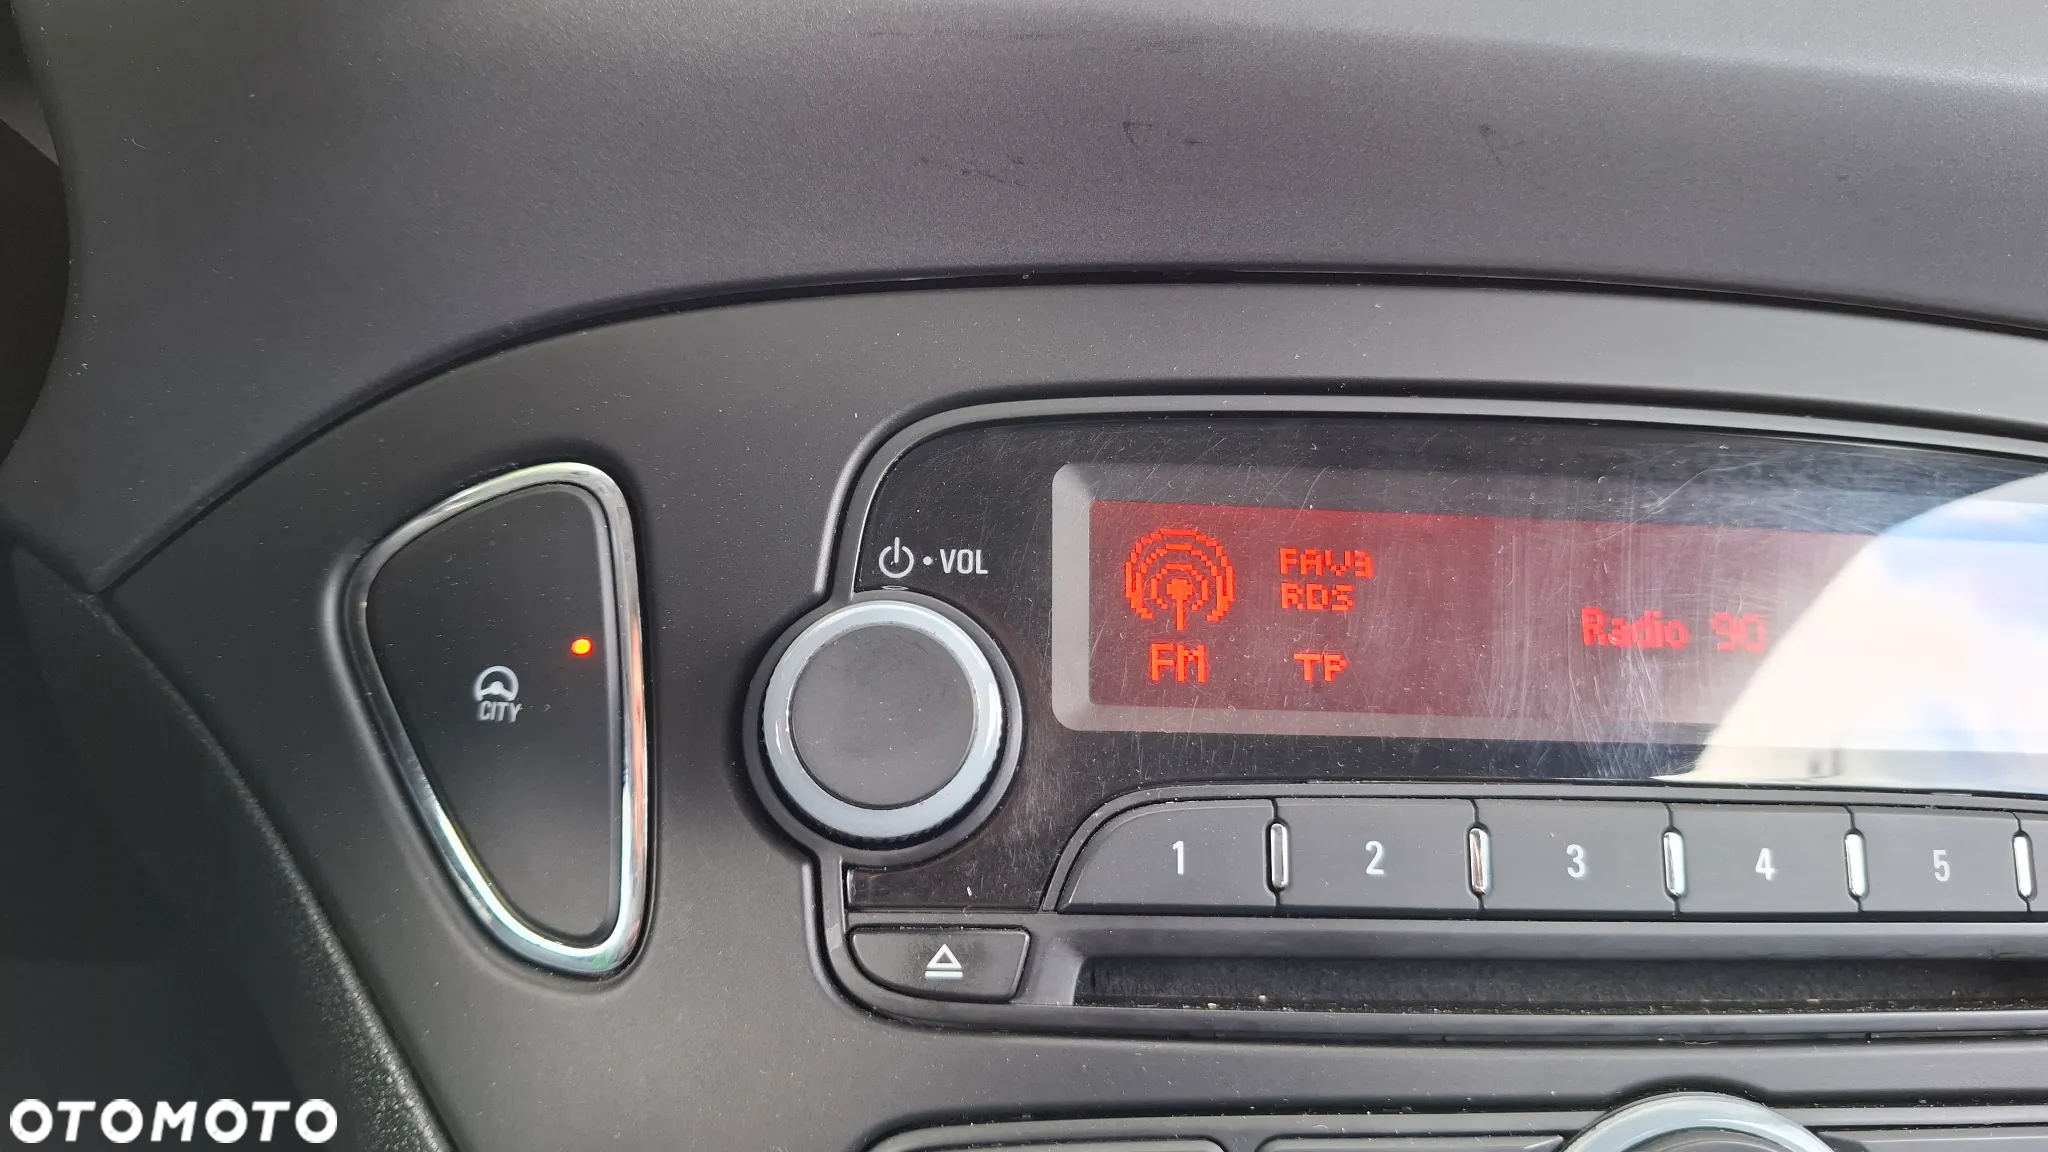 VOL
FAV3
RDS
Radio 90
FM
TP
CITY
1
2
3
4
5
OTOMOTO